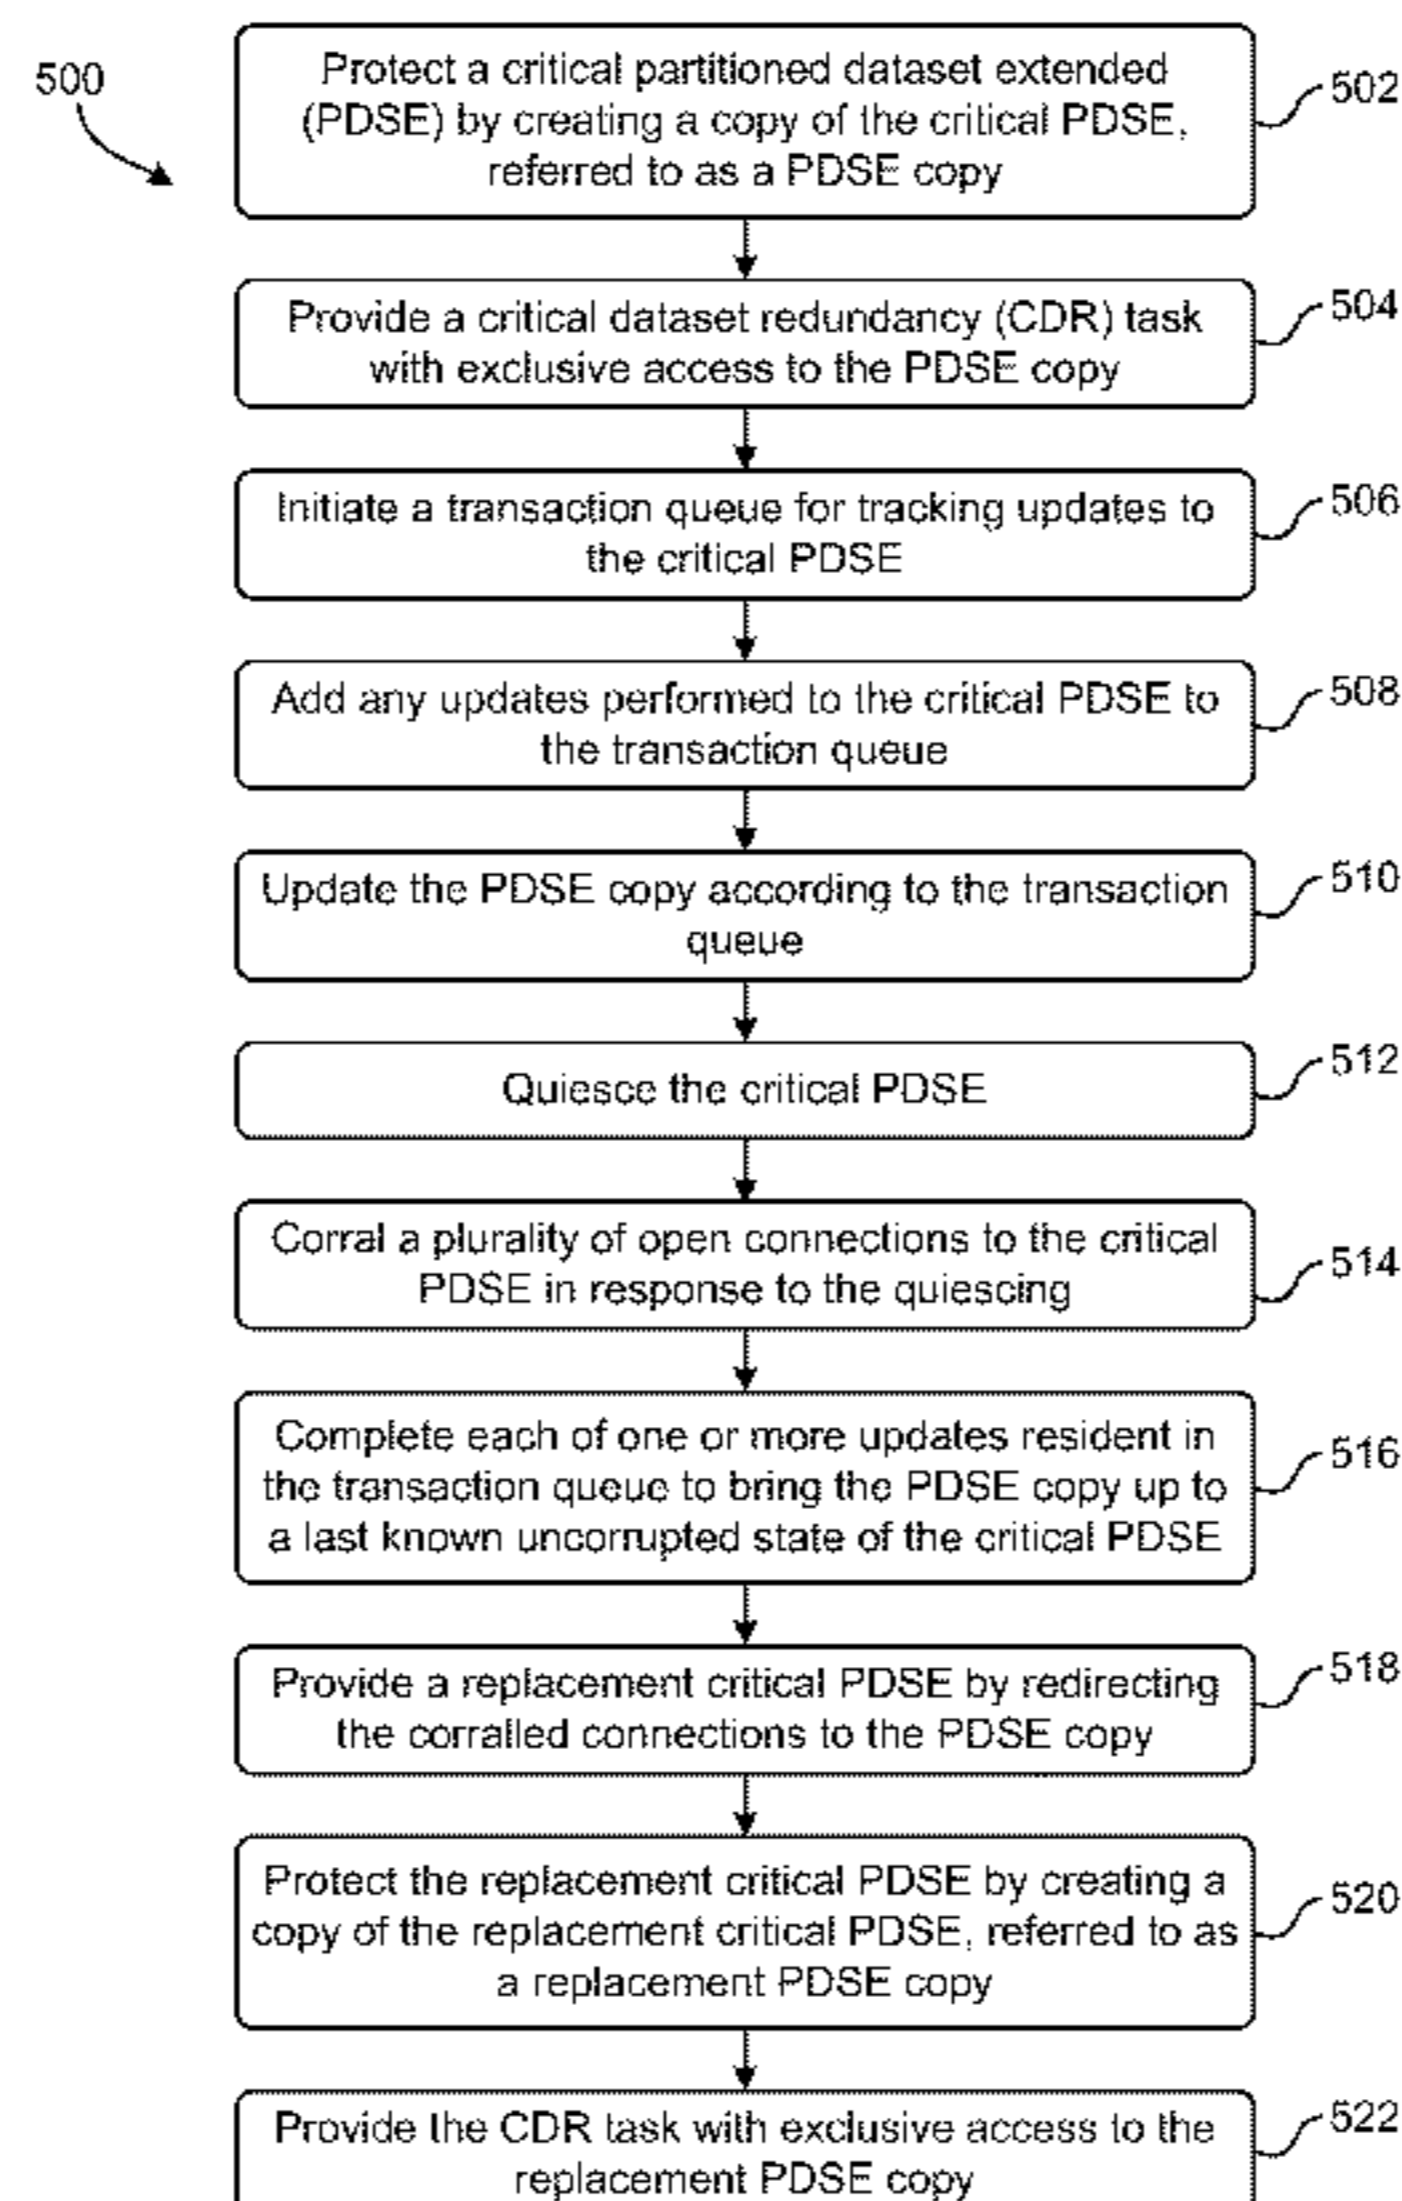 500
Protect a critical partitioned dataset extended
(PDSE) by creating a copy of the critical PDSE,
referred to as a PDSE copy
502
Provide a critical dataset redundancy (CDR) task
with exclusive access to the PDSE copy
504
Initiate a transaction queue for tracking updates to
the critical PDSE
506
Add any updates performed to the critical PDSE to
the transaction queue
508
Update the PDSE copy according to the transaction
queue
510
Quiesce the critical PDSE
512
Corral a plurality of open connections to the critical
PDSE in response to the quiescing
514
Complete each of one or more updates resident in
the transaction queue to bring the PDSE copy up to
a last known uncorrupted state of the critical PDSE
516
Provide a replacement critical PDSE by redirecting
the corralled connections to the PDSE copy
518
Protect the replacement critical PDSE by creating a
copy of the replacement critical PDSE, referred to as
a replacement PDSE copy
520
Provide the CDR task with exclusive access to the
replacement PDSE copy
522